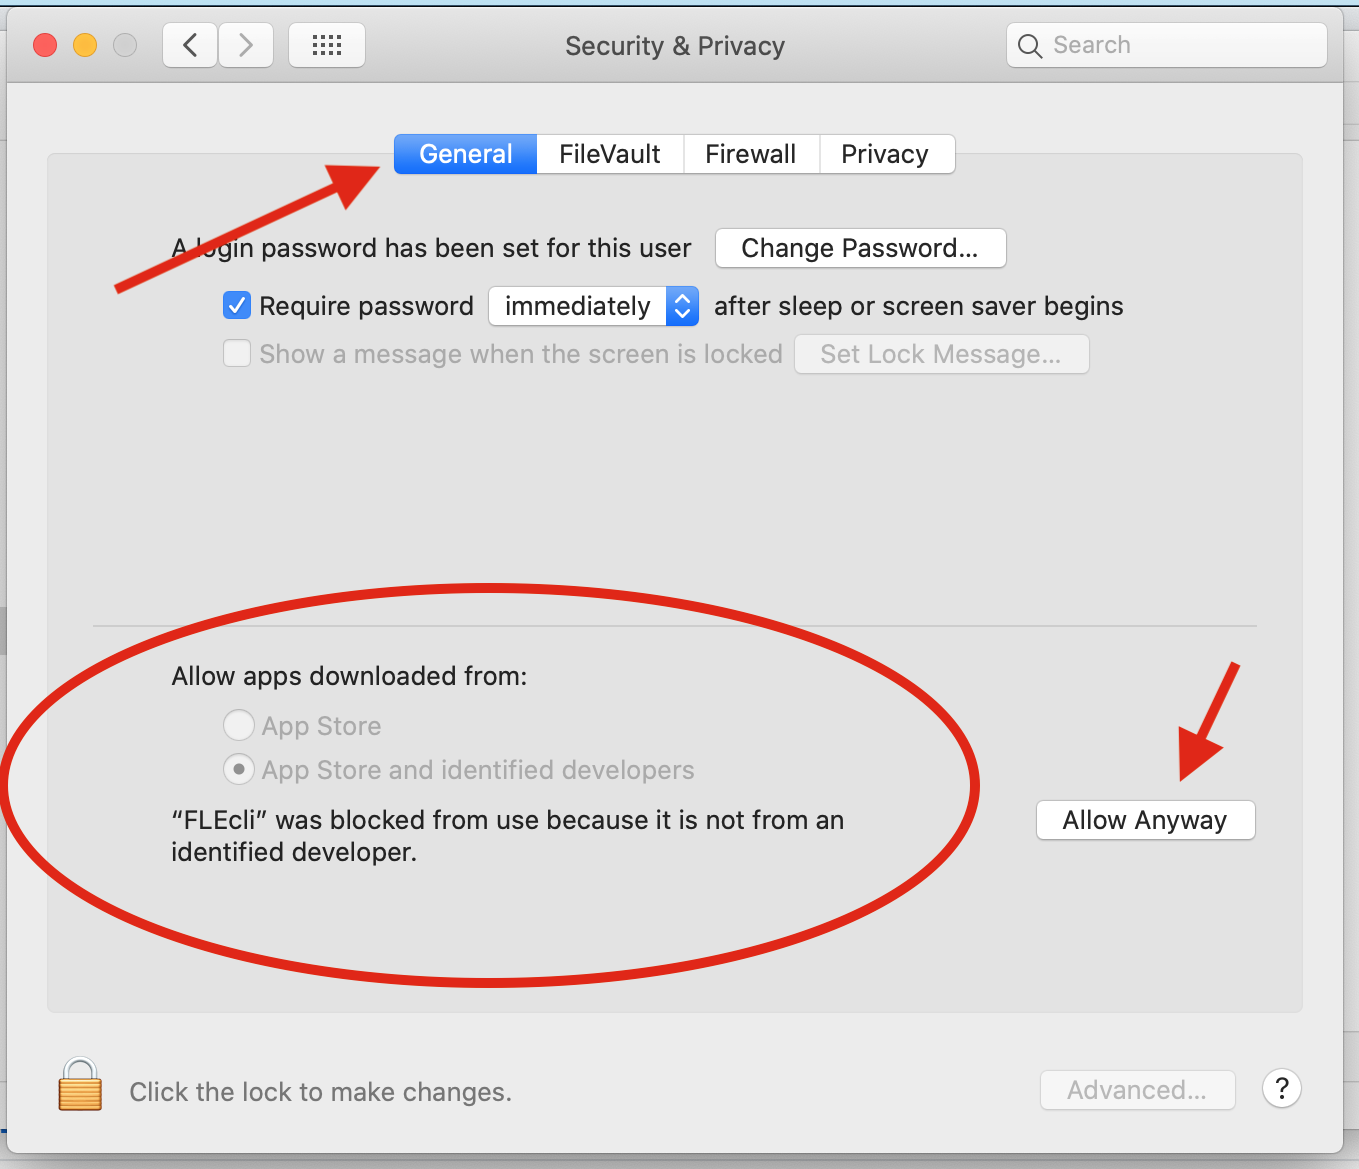 Security & Privacy
Search
General FileVault Firewall Privacy
A login password has been set for this user Change Password...
Require password immediately after sleep or screen saver begins
Show a message when the screen is locked Set Lock Message...
Allow apps downloaded from:
App Store
App Store and identified developers
“FLEcli” was blocked from use because it is not from an
identified developer.
Allow Anyway
Click the lock to make changes.
Advanced...
?